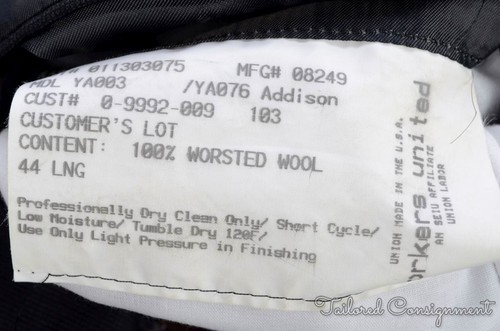 # 011303075 MFG# 08249
MDL YA003 /YA076 Addison
CUST# 0-9992-009 103
CUSTOMER'S LOT
CONTENT: 100% WORSTED WOOL
44 LNG
Professionally Dry Clean Only/ Short Cycle/
Low Moisture/ Tumble Dry 120F/
Use Only Light Pressure in Finishing
UNION MADE IN THE U.S.A.
orkers united
AN SEIU AFFILIATE
UNION LABOR
Tailored Consignment